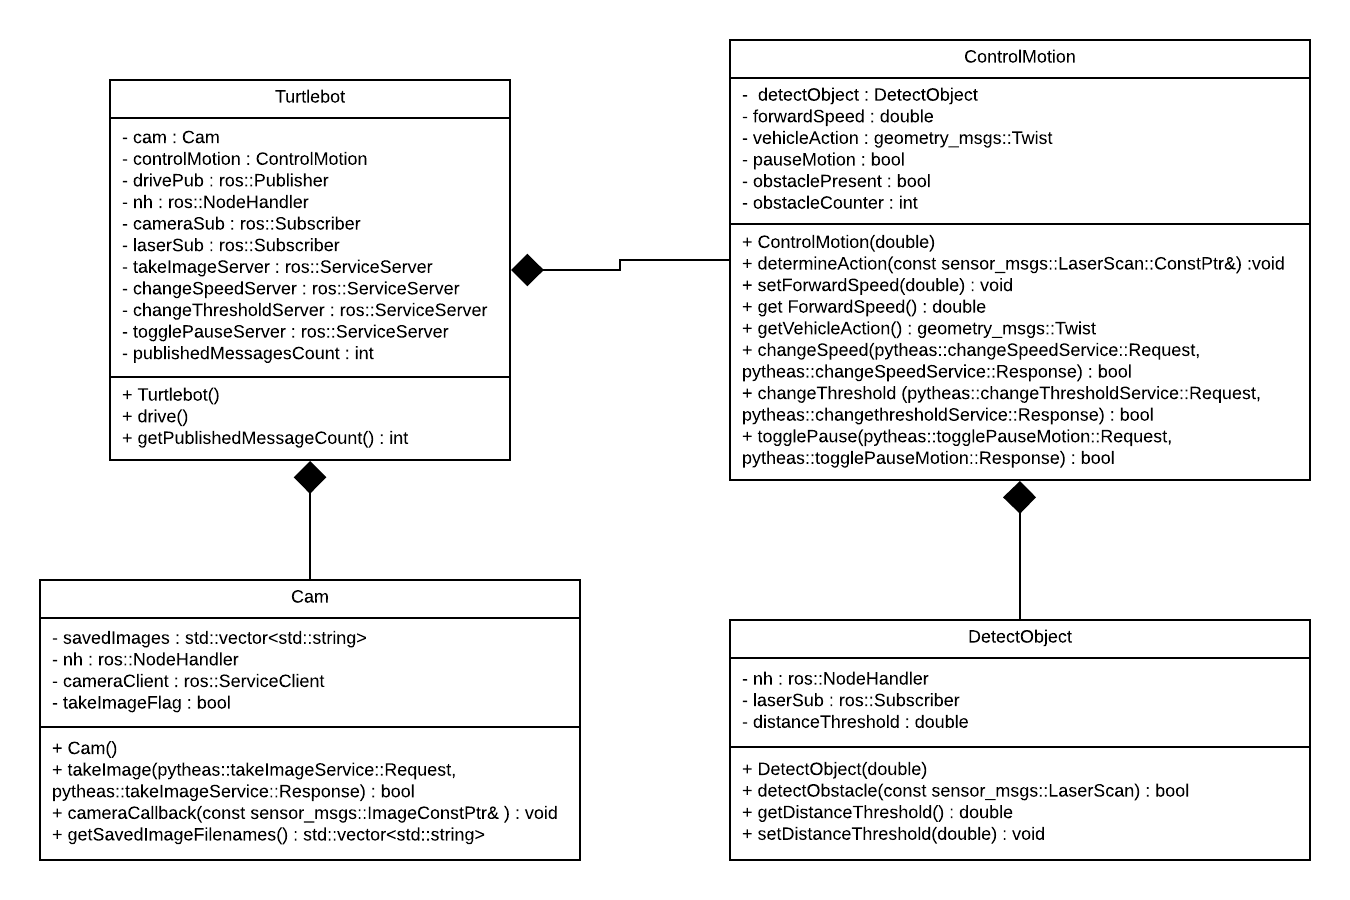 Turtlebot
- cam : Cam
- controlMotion : ControlMotion
- drivePub : ros::Publisher
- nh : ros::NodeHandler
- cameraSub : ros::Subscriber
- laserSub : ros::Subscriber
- takeImageServer : ros::ServiceServer
- changeSpeedServer : ros::ServiceServer
- changeThresholdServer : ros::ServiceServer
- togglePauseServer : ros::ServiceServer
- publishedMessagesCount : int
+ Turtlebot()
+ drive()
+ getPublishedMessageCount() : int
ControlMotion
- detectObject : DetectObject
- forwardSpeed : double
- vehicleAction : geometry_msgs::Twist
- pauseMotion : bool
- obstaclePresent : bool
- obstacleCounter : int
+ ControlMotion(double)
+ determineAction(const sensor_msgs::LaserScan::ConstPtr&) :void
+ setForwardSpeed(double) : void
+ get ForwardSpeed() : double
+ getVehicleAction() : geometry_msgs::Twist
+ changeSpeed(pytheas::changeSpeedService::Request,
pytheas::changeSpeedService::Response) : bool
+ changeThreshold (pytheas::changeThresholdService::Request,
pytheas::changethresholdService::Response) : bool
+ togglePause(pytheas::togglePauseMotion::Request,
pytheas::togglePauseMotion::Response) : bool
Cam
- savedImages : std::vector<std::string>
- nh : ros::NodeHandler
- cameraClient : ros::ServiceClient
- takeImageFlag : bool
+ Cam()
+ takeImage(pytheas::takeImageService::Request,
pytheas::takeImageService::Response) : bool
+ cameraCallback(const sensor_msgs::ImageConstPtr& ) : void
+ getSavedImageFilenames() : std::vector<std::string>
DetectObject
- nh : ros::NodeHandler
- laserSub : ros::Subscriber
- distanceThreshold : double
+ DetectObject(double)
+ detectObstacle(const sensor_msgs::LaserScan) : bool
+ getDistanceThreshold() : double
+ setDistanceThreshold(double) : void